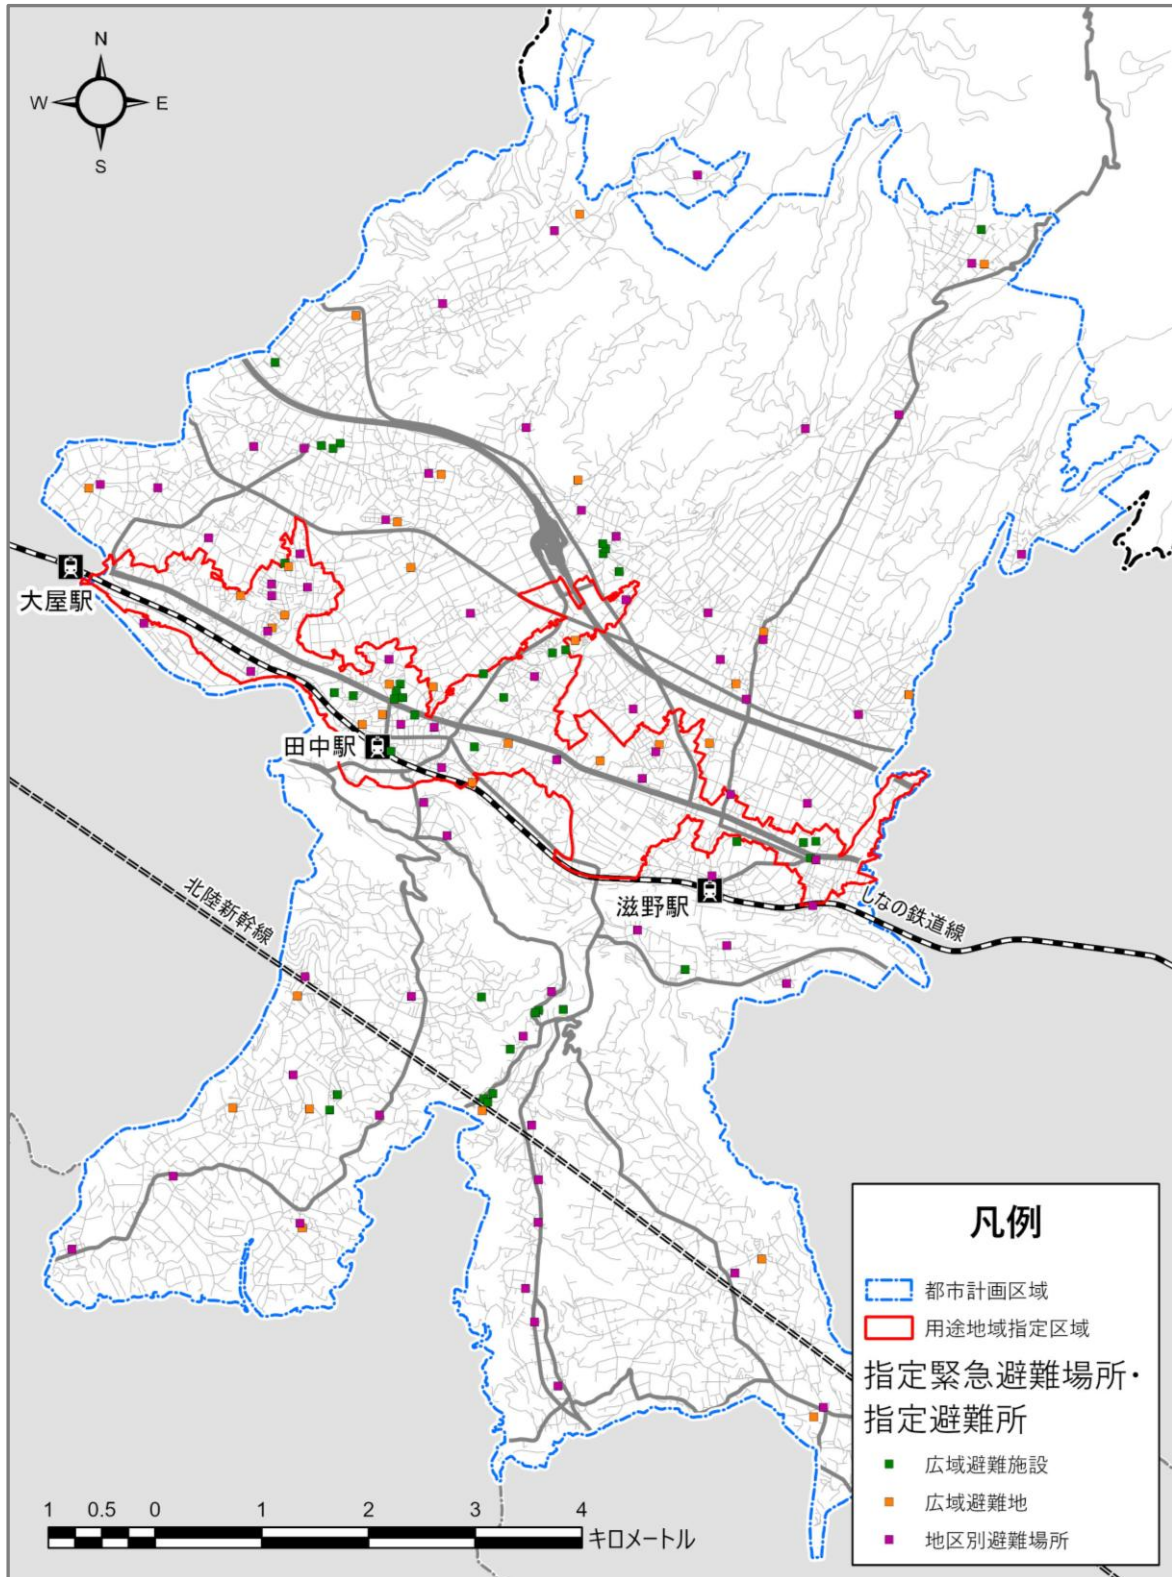 N
W
E
S
大屋駅
田中駅
滋野駅
しなの鉄道線
北陸新幹線
凡例
都市計画区域
用途地域指定区域
指定緊急避難場所・
指定避難所
広域避難施設
広域避難地
地区別避難場所
1 0.5 0 1 2 3 4
キロメートル